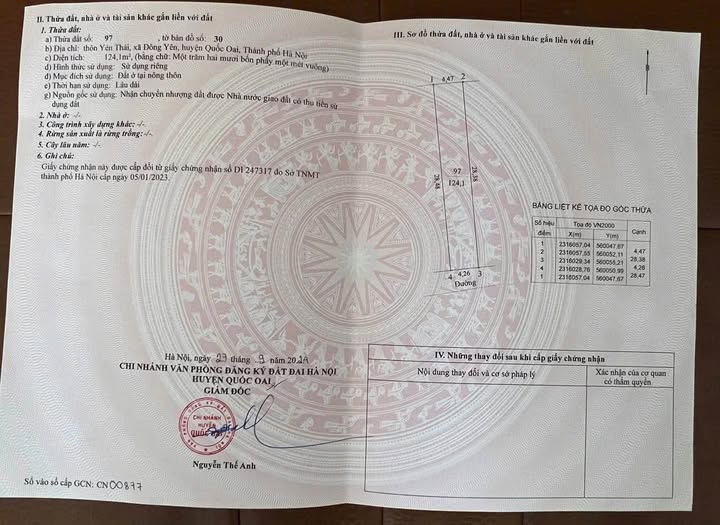 II. Thửa đất, nhà ở và tài sản khác gắn liền với đất
1. Thửa đất:
a) Thửa đất số: 97 , tờ bản đồ số: 30
b) Địa chỉ: thôn Yên Thái, xã Đông Yên, huyện Quốc Oai, Thành phố Hà Nội
c) Diện tích: 124,1m², (bằng chữ: Một trăm hai mươi bốn phẩy một mét vuông)
d) Hình thức sử dụng: Sử dụng riêng
đ) Mục đích sử dụng: Đất ở tại nông thôn
e) Thời hạn sử dụng: Lâu dài
g) Nguồn gốc sử dụng: Nhận chuyển nhượng đất được Nhà nước giao đất có thu tiền sử
dụng đất
2. Nhà ở: -/-
3. Công trình xây dựng khác: -/-
4. Rừng sản xuất là rừng trồng: -/-
5. Cây lâu năm: -/-
6. Ghi chú:
Giấy chứng nhận này được cấp đổi từ giấy chứng nhận số DI 247317 do Sở TNMT
thành phố Hà Nội cấp ngày 05/01/2023
Hà Nội, ngày 27 tháng 9 năm 2024
CHI NHÁNH VĂN PHÒNG ĐĂNG KÝ ĐẤT ĐAI HÀ NỘI
HUYỆN QUỐC OAI
GIÁM ĐỐC
CHI NHÁNH
HUYỆN
QUỐC OAI
Nguyễn Thế Anh
Số vào sổ cấp GCN: CN 00877
III. Sơ đồ thửa đất, nhà ở và tài sản khác gắn liền với đất
1 4,47 2
28,48
97
124,1
28,38
4 4,26 3
Đường
BẢNG LIỆT KÊ TỌA ĐỘ GÓC THỬA
Số hiệu điểm Tọa độ VN2000 Cạnh
X(m) Y(m)
1 2316057,04 560047,67
4,47
2 2316057,55 560052,11
28,38
3 2316029,34 560055,21
4,26
4 2316028,76 560050,99
28,47
1 2316057,04 560047,67
IV. Những thay đổi sau khi cấp giấy chứng nhận
Nội dung thay đổi và cơ sở pháp lý
Xác nhận của cơ quan
có thẩm quyền